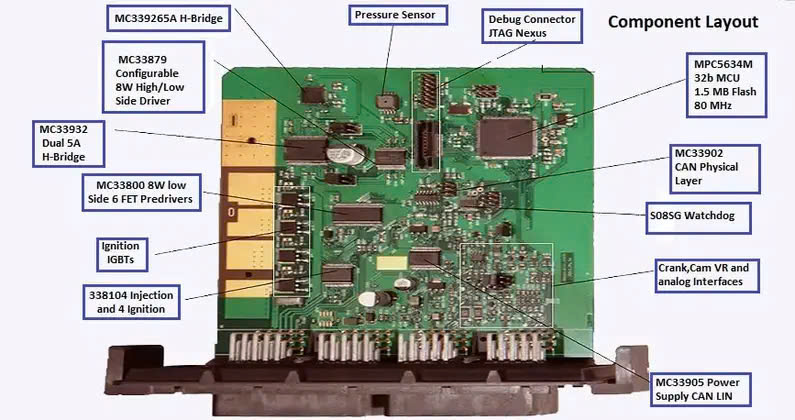 Component Layout
MC339265A H-Bridge
Pressure Sensor
Debug Connector
JTAG Nexus
MC33879
Configurable
8W High/Low
Side Driver
MPC5634M
32b MCU
1.5 MB Flash
80 MHz
MC33932
Dual 5A
H-Bridge
MC33902
CAN Physical
Layer
MC33800 8W low
Side 6 FET Predrivers
S08SG Watchdog
Ignition
IGBTs
Crank,Cam VR and
analog Interfaces
338104 Injection
and 4 Ignition
MC33905 Power
Supply CAN LIN